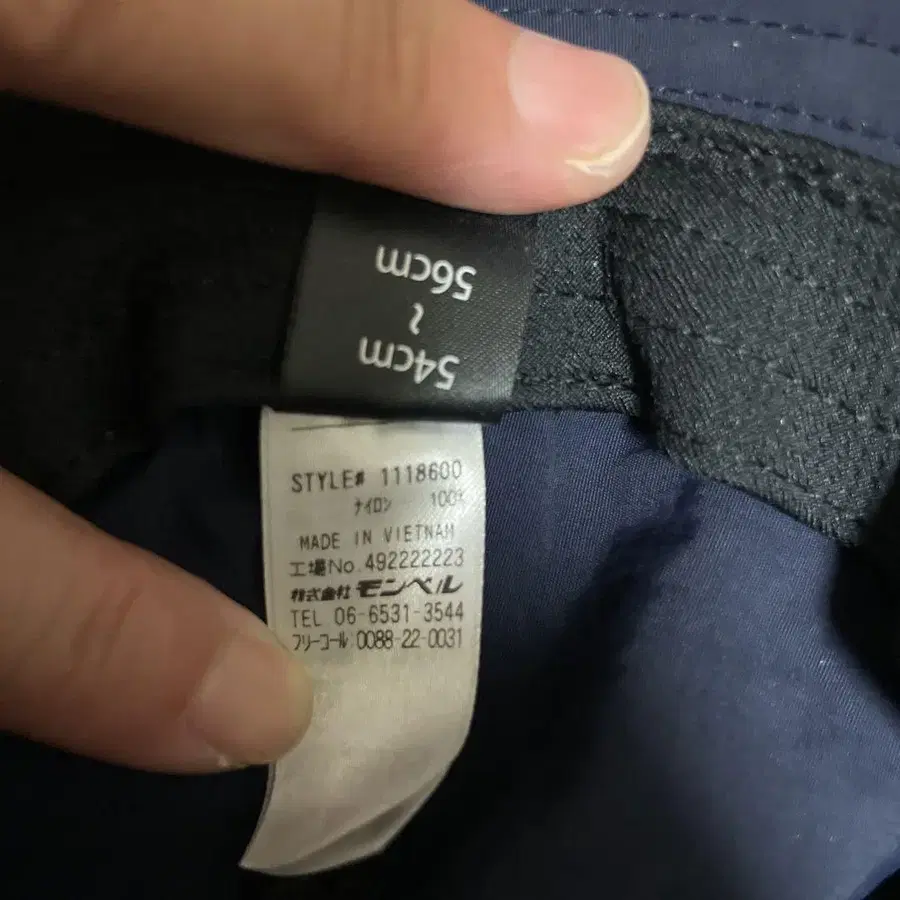 54cm
~
56cm
STYLE# 1118600
ナイロン 100%
MADE IN VIETNAM
工場No.492222223
株式会社 モンベル
TEL 06-6531-3544
フリーコール 0088-22-0031